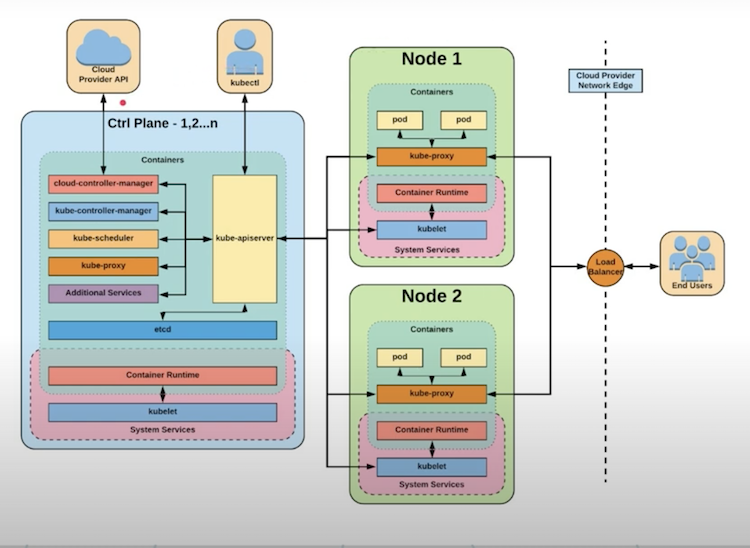 Cloud
Provider API
kubectl
Ctrl Plane - 1,2...n
Containers
cloud-controller-manager
kube-controller-manager
kube-scheduler
kube-proxy
Additional Services
kube-apiserver
etcd
Container Runtime
kubelet
System Services
Node 1
Containers
pod
pod
kube-proxy
Container Runtime
kubelet
System Services
Node 2
Containers
pod
pod
kube-proxy
Container Runtime
kubelet
System Services
Cloud Provider
Network Edge
Load
Balancer
End Users